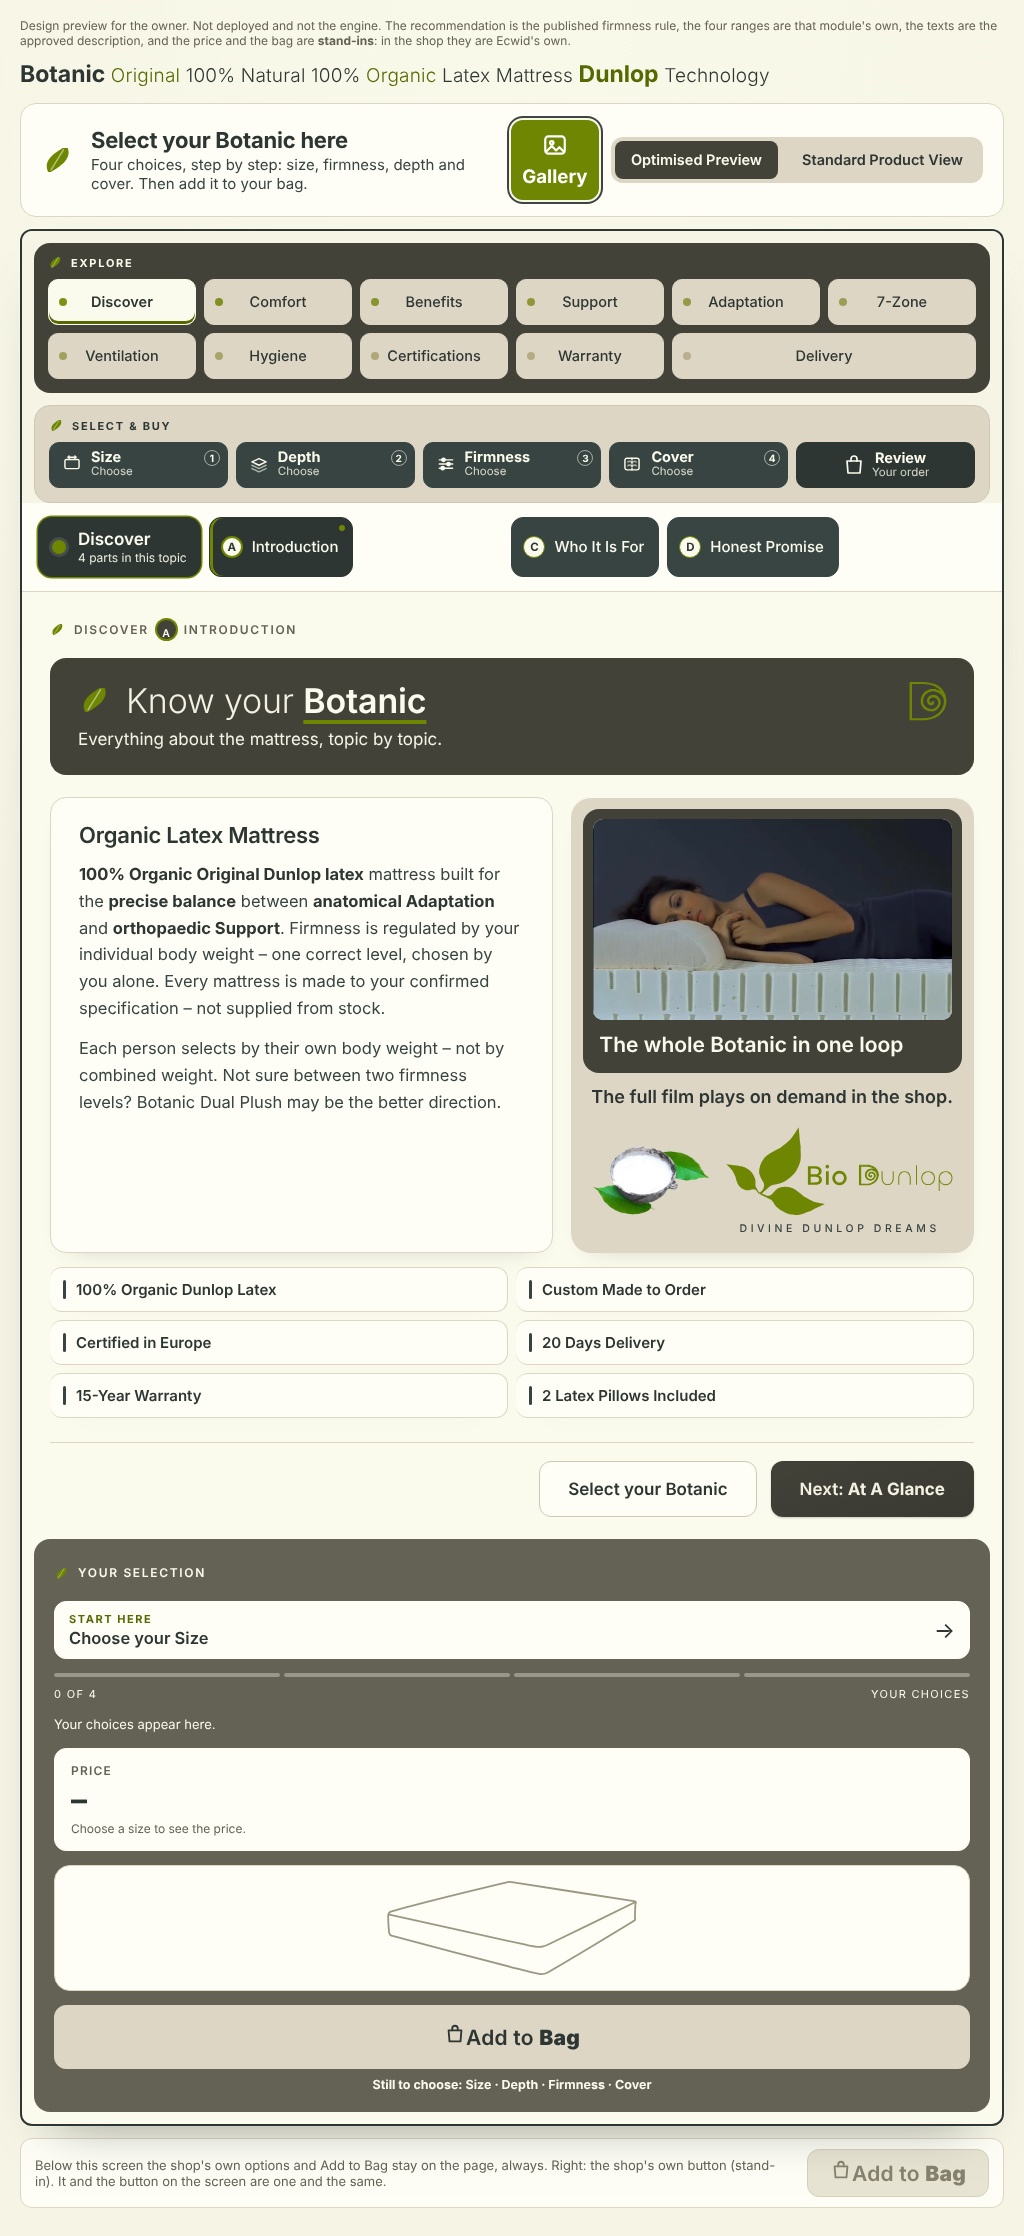 Design preview for the owner. Not deployed and not the engine. The recommendation is the published firmness rule, the four ranges are that module's own, the texts are the
approved description, and the price and the bag are stand-ins: in the shop they are Ecwid's own.
Botanic Original 100% Natural 100% Organic Latex Mattress Dunlop Technology
Select your Botanic here
Four choices, step by step: size, firmness, depth and
cover. Then add it to your bag.
Gallery
Optimised Preview
Standard Product View
EXPLORE
Discover
Comfort
Benefits
Support
Adaptation
7-Zone
Ventilation
Hygiene
Certifications
Warranty
Delivery
SELECT & BUY
Size
Choose
1
Depth
Choose
2
Firmness
Choose
3
Cover
Choose
4
Review
Your order
Discover
4 parts in this topic
A Introduction
C Who It Is For
D Honest Promise
DISCOVER A INTRODUCTION
Know your Botanic
Everything about the mattress, topic by topic.
Organic Latex Mattress
100% Organic Original Dunlop latex mattress built for
the precise balance between anatomical Adaptation
and orthopaedic Support. Firmness is regulated by your
individual body weight – one correct level, chosen by
you alone. Every mattress is made to your confirmed
specification – not supplied from stock.
Each person selects by their own body weight – not by
combined weight. Not sure between two firmness
levels? Botanic Dual Plush may be the better direction.
The whole Botanic in one loop
The full film plays on demand in the shop.
Bio Dunlop
DIVINE DUNLOP DREAMS
100% Organic Dunlop Latex
Custom Made to Order
Certified in Europe
20 Days Delivery
15-Year Warranty
2 Latex Pillows Included
Select your Botanic
Next: At A Glance
YOUR SELECTION
START HERE
Choose your Size
0 OF 4
YOUR CHOICES
Your choices appear here.
PRICE
–
Choose a size to see the price.
Add to Bag
Still to choose: Size · Depth · Firmness · Cover
Below this screen the shop's own options and Add to Bag stay on the page, always. Right: the shop's own button (stand-
in). It and the button on the screen are one and the same.
Add to Bag